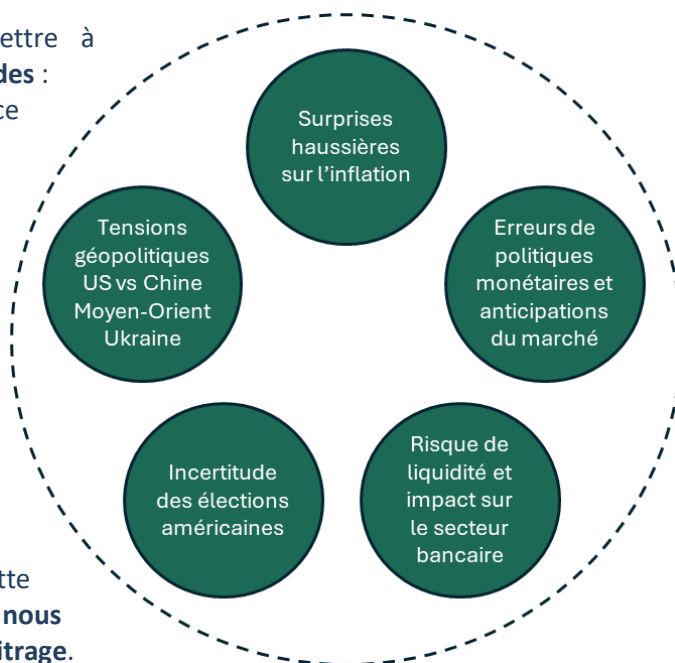 ettre à
des :
ce
Surprises
haussières
sur l’inflation
Tensions
géopolitiques
US vs Chine
Moyen-Orient
Ukraine
Erreurs de
politiques
monétaires et
anticipations
du marché
Incertitude
des élections
américaines
Risque de
liquidité et
impact sur
le secteur
bancaire
tte
nous
itrage.